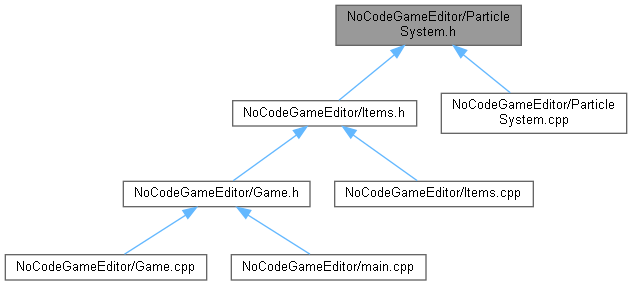 NoCodeGameEditor/Particle
System.h
NoCodeGameEditor/Items.h
NoCodeGameEditor/Particle
System.cpp
NoCodeGameEditor/Game.h
NoCodeGameEditor/Items.cpp
NoCodeGameEditor/Game.cpp
NoCodeGameEditor/main.cpp